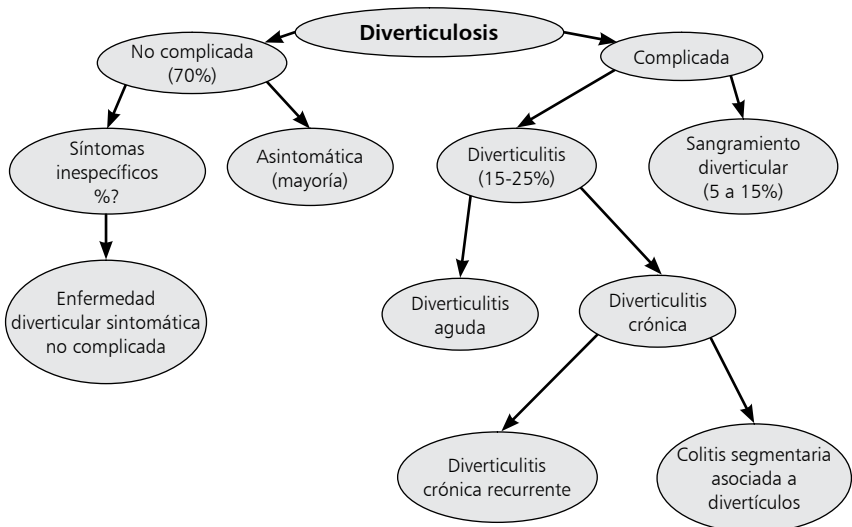 Diverticulosis
No complicada
(70%)
Complicada
Síntomas
inespecíficos
%?
Asintomática
(mayoría)
Diverticulitis
(15-25%)
Sangramiento
diverticular
(5 a 15%)
Enfermedad
diverticular sintomática
no complicada
Diverticulitis
aguda
Diverticulitis
crónica
Diverticulitis
crónica recurrente
Colitis segmentaria
asociada a
divertículos